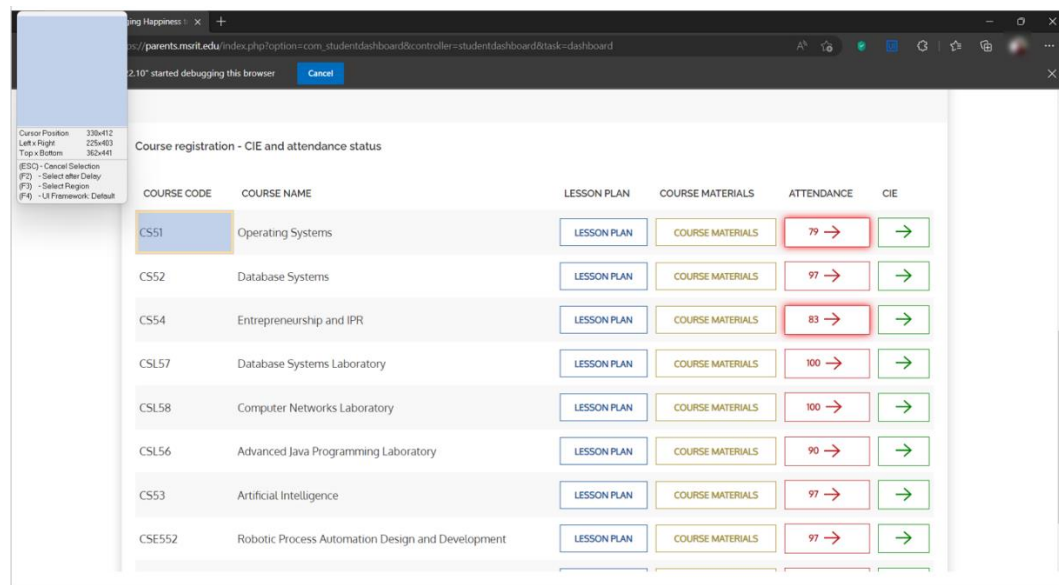 ging Happiness t × +
ps://parents.msrit.edu/index.php?option=com_studentdashboard&controller=studentdashboard&task=dashboard
2.10" started debugging this browser Cancel
Cursor Position 330x412
Left x Right 225x403
Top x Bottom 362x441
(ESC) - Cancel Selection
(F2) - Select after Delay
(F3) - Select Region
(F4) - UI Framework: Default
Course registration - CIE and attendance status
COURSE CODE COURSE NAME LESSON PLAN COURSE MATERIALS ATTENDANCE CIE
CS51 Operating Systems LESSON PLAN COURSE MATERIALS 79 → →
CS52 Database Systems LESSON PLAN COURSE MATERIALS 97 → →
CS54 Entrepreneurship and IPR LESSON PLAN COURSE MATERIALS 83 → →
CSL57 Database Systems Laboratory LESSON PLAN COURSE MATERIALS 100 → →
CSL58 Computer Networks Laboratory LESSON PLAN COURSE MATERIALS 100 → →
CSL56 Advanced Java Programming Laboratory LESSON PLAN COURSE MATERIALS 90 → →
CS53 Artificial Intelligence LESSON PLAN COURSE MATERIALS 97 → →
CSE552 Robotic Process Automation Design and Development LESSON PLAN COURSE MATERIALS 97 → →